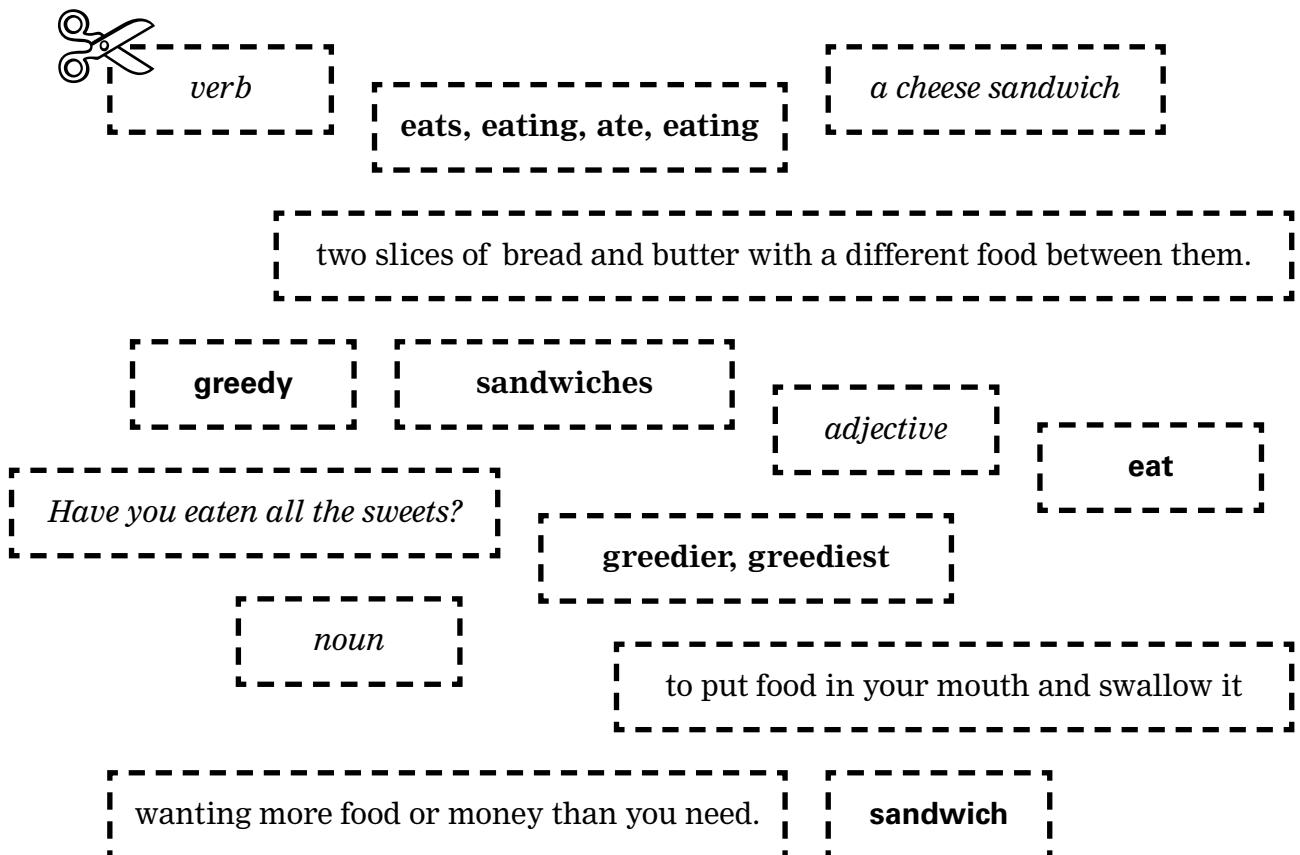 verb
a cheese sandwich
eats, eating, ate, eating
two slices of bread and butter with a different food between them.
greedy
sandwiches
adjective
eat
Have you eaten all the sweets?
greedier, greediest
noun
to put food in your mouth and swallow it
wanting more food or money than you need.
sandwich